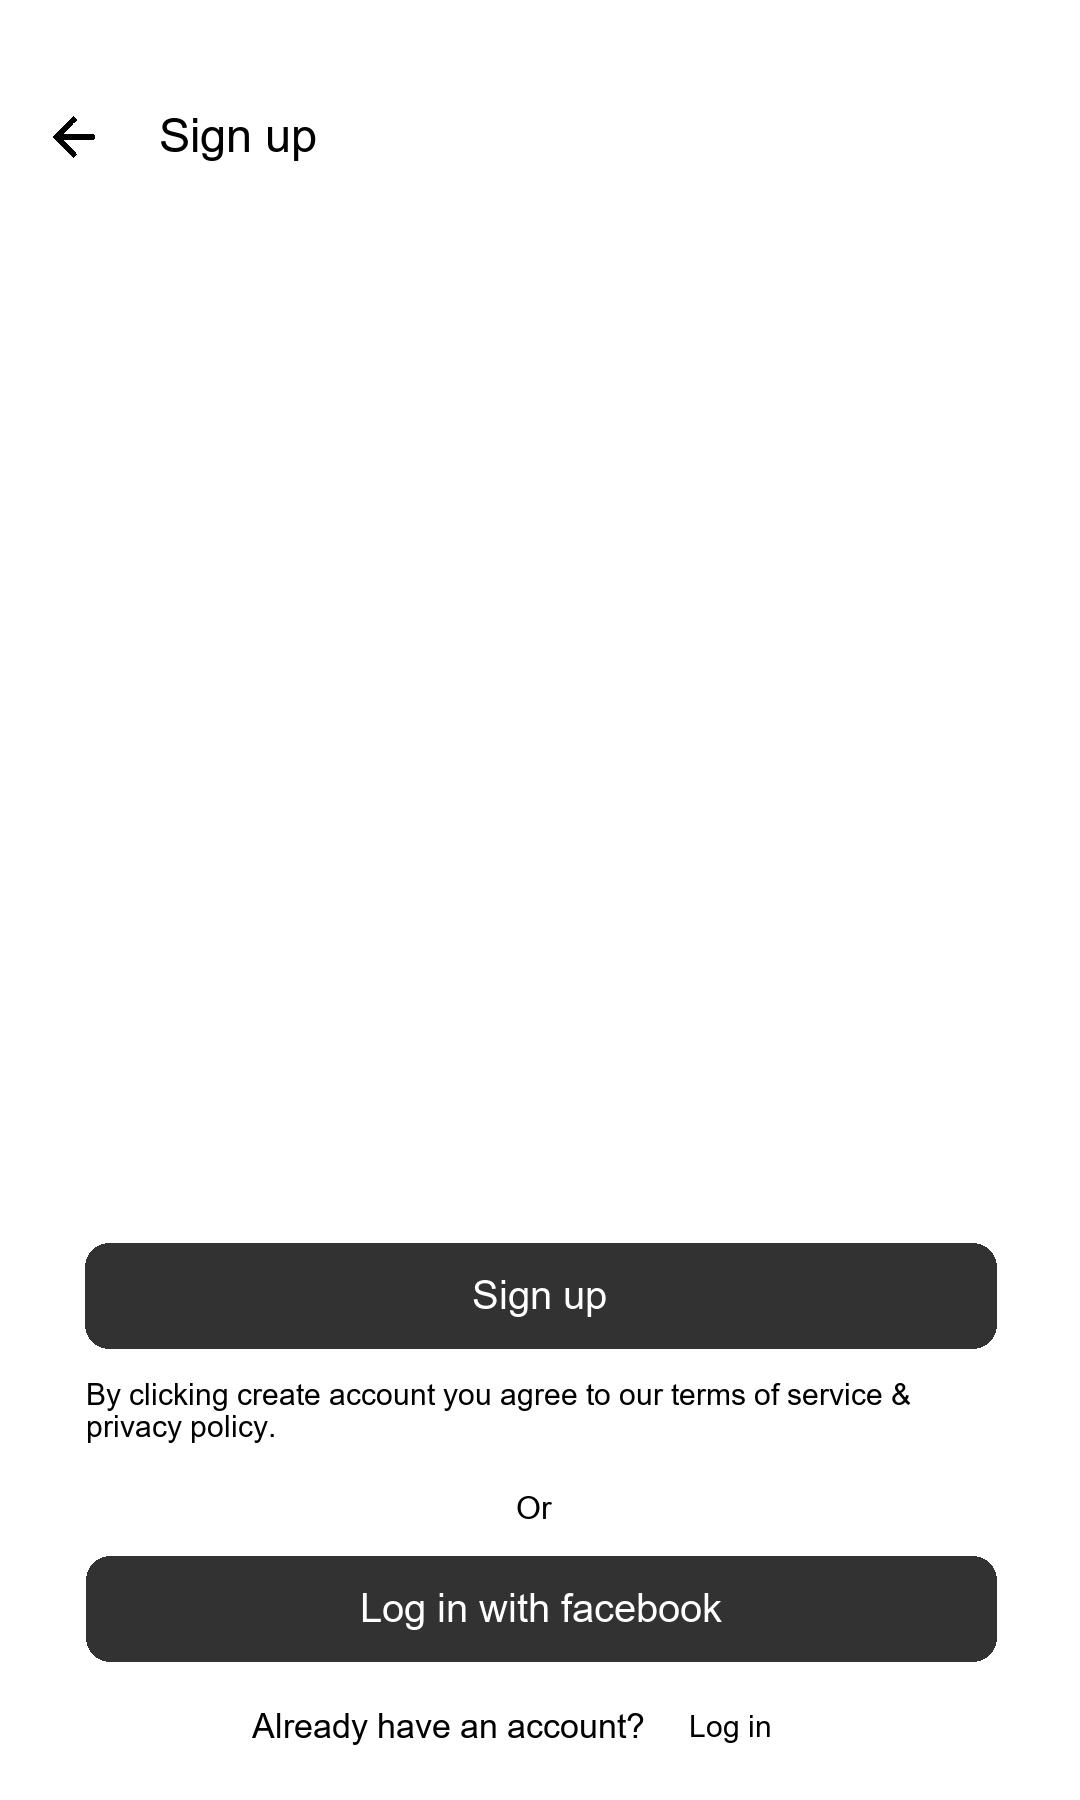 Sign up
Sign up
By clicking create account you agree to our terms of service &
privacy policy.
Or
Log in with facebook
Already have an account? Log in